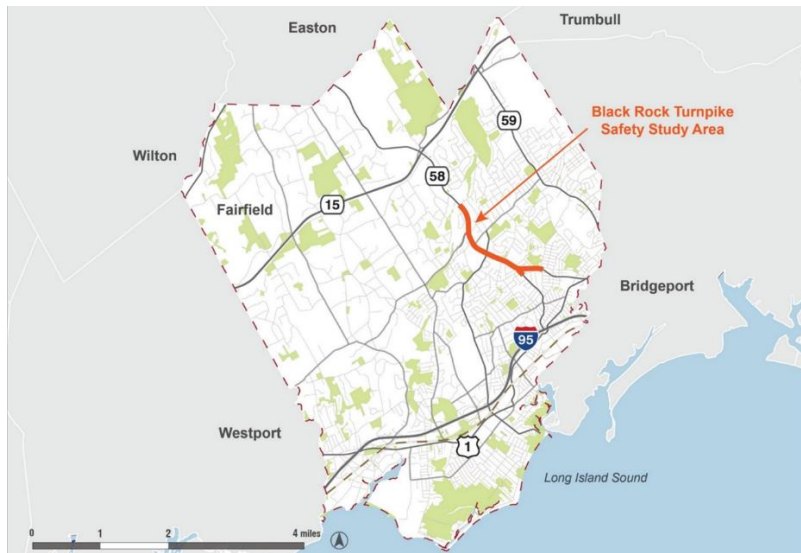 Easton
Trumbull
Black Rock Turnpike
Safety Study Area
59
Wilton
58
Fairfield
15
Bridgeport
95
Westport
1
Long Island Sound
0 1 2 4 miles